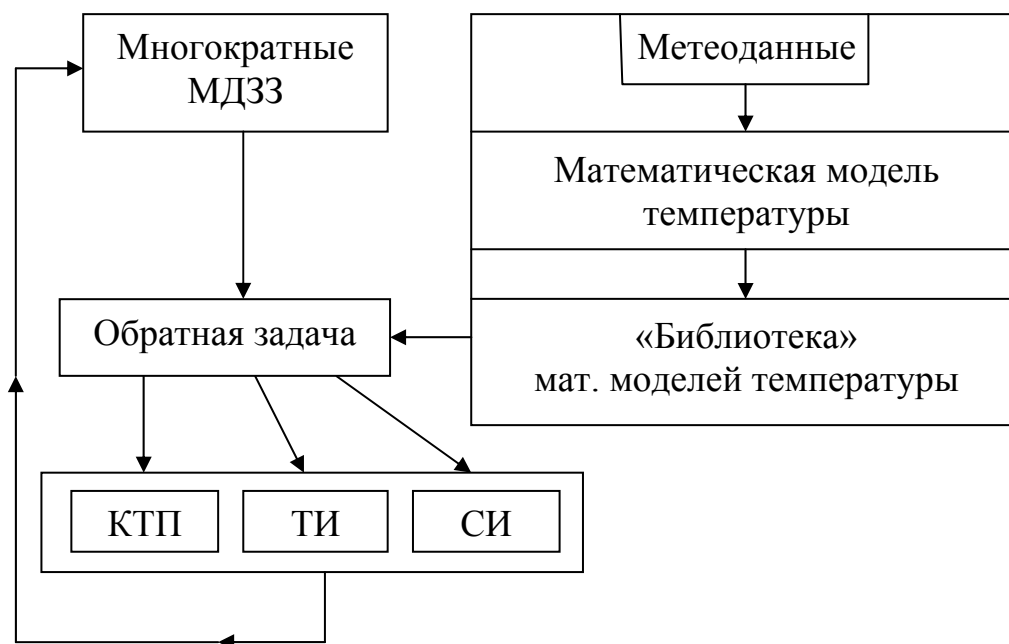 Многократные
МДЗЗ
Метеоданные
Математическая модель
температуры
Обратная задача
«Библиотека»
мат. моделей температуры
КТП
ТИ
СИ